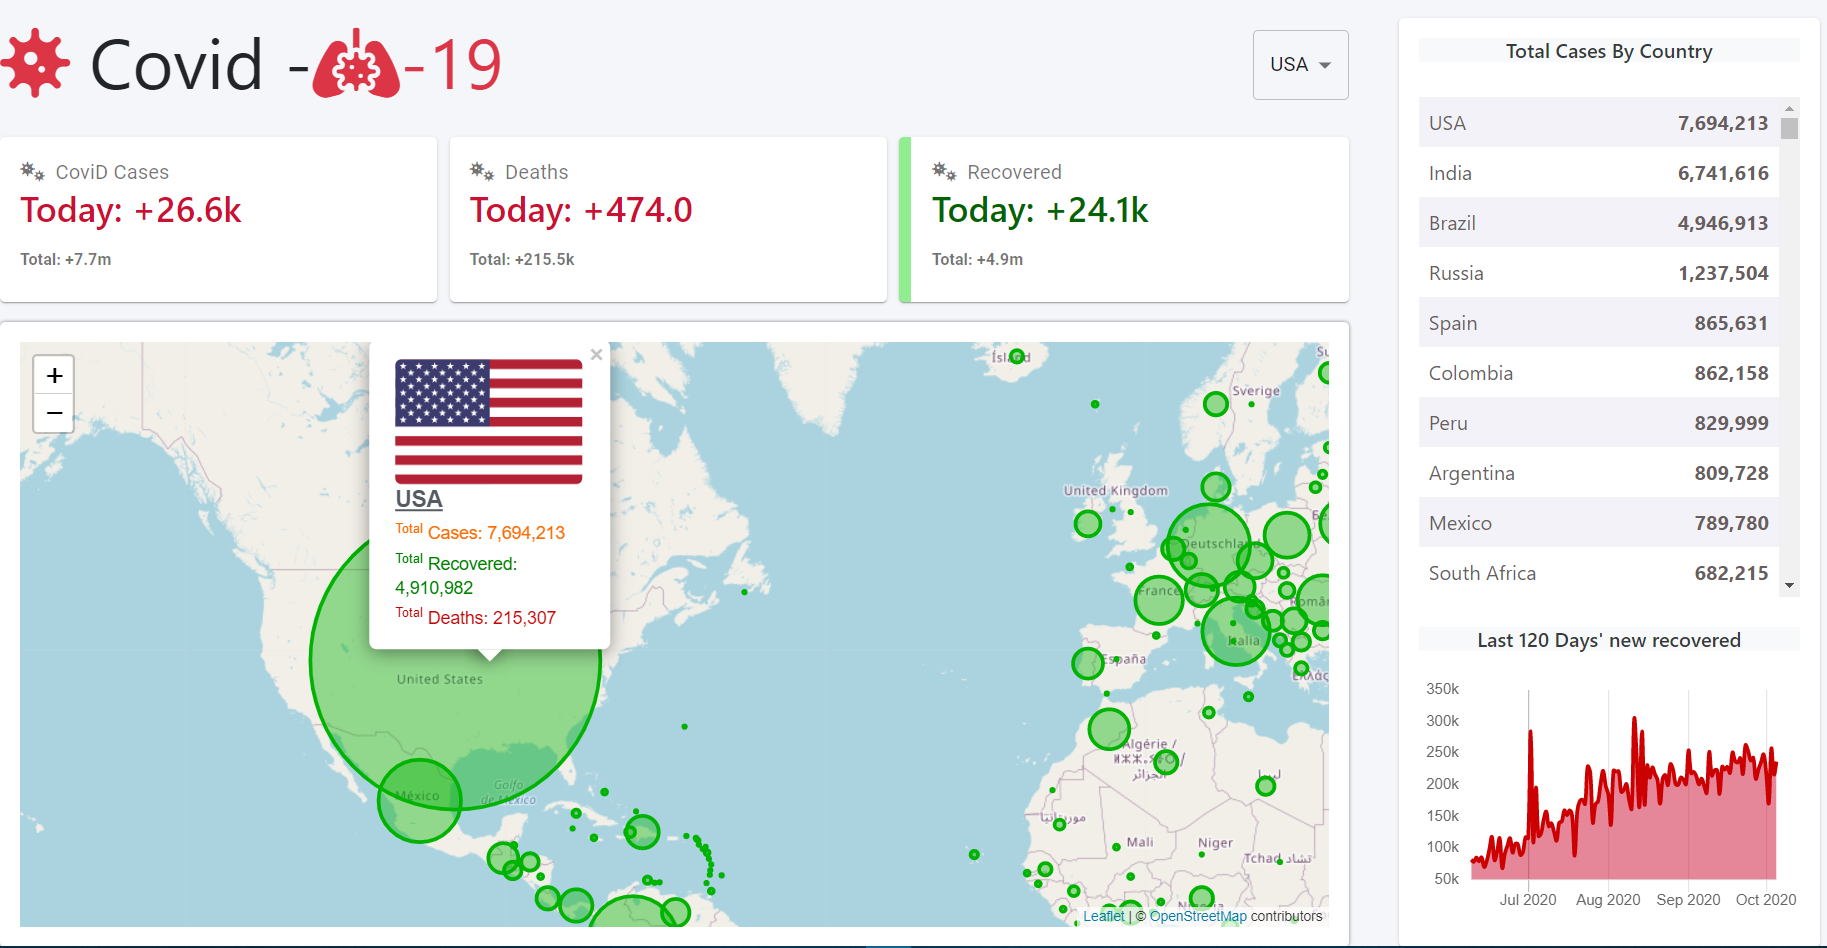 Covid - -19
USA
CoviD Cases
Today: +26.6k
Total: +7.7m
Deaths
Today: +474.0
Total: +215.5k
Recovered
Today: +24.1k
Total: +4.9m
+
−
×
USA
Total Cases: 7,694,213
Total Recovered:
4,910,982
Total Deaths: 215,307
United States
México
Golfo
de México
Sverige
United Kingdom
Deutschland
France
Italia
España
Algérie /
الجزائر
ليبيا
موريتانيا
Mali
Niger
Tchad تشاد
Leaflet | © OpenStreetMap contributors
Total Cases By Country
USA 7,694,213
India 6,741,616
Brazil 4,946,913
Russia 1,237,504
Spain 865,631
Colombia 862,158
Peru 829,999
Argentina 809,728
Mexico 789,780
South Africa 682,215
Last 120 Days' new recovered
350k
300k
250k
200k
150k
100k
50k
Jul 2020 Aug 2020 Sep 2020 Oct 2020